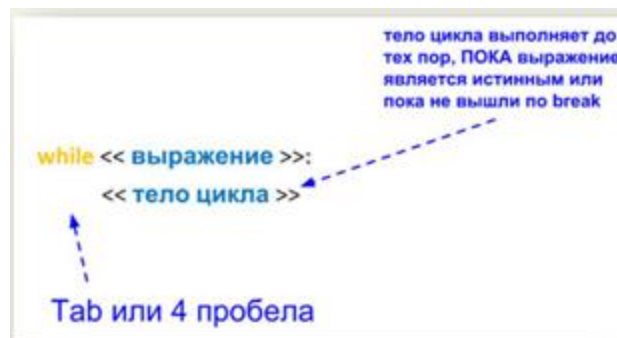 тело цикла выполняет до
тех пор, ПОКА выражение
является истинным или
пока не вышли по break
while << выражение >>:
<< тело цикла >>
Tab или 4 пробела